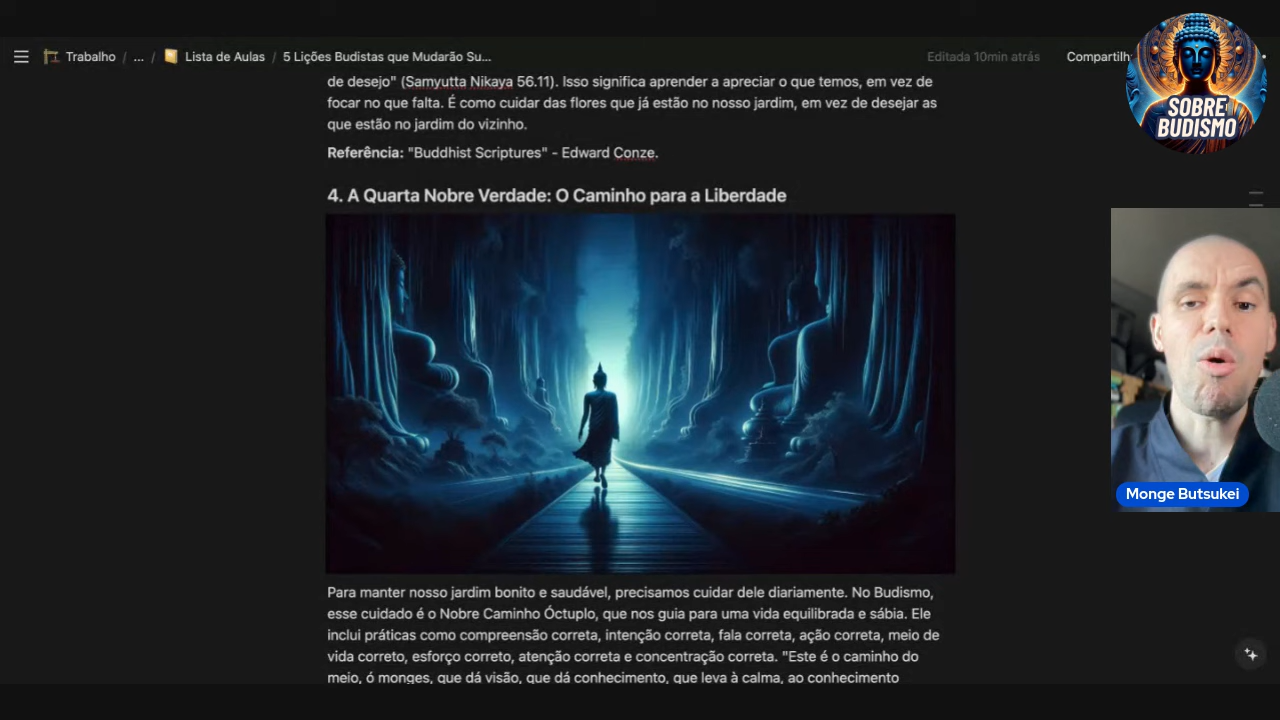 Trabalho / ... / Lista de Aulas / 5 Lições Budistas que Mudarão Su...
Editada 10min atrás
Compartilh
SOBRE
BUDISMO
de desejo" (Samyutta Nikaya 56.11). Isso significa aprender a apreciar o que temos, em vez de
focar no que falta. É como cuidar das flores que já estão no nosso jardim, em vez de desejar as
que estão no jardim do vizinho.
Referência: "Buddhist Scriptures" - Edward Conze.
4. A Quarta Nobre Verdade: O Caminho para a Liberdade
Monge Butsukei
Para manter nosso jardim bonito e saudável, precisamos cuidar dele diariamente. No Budismo,
esse cuidado é o Nobre Caminho Óctuplo, que nos guia para uma vida equilibrada e sábia. Ele
inclui práticas como compreensão correta, intenção correta, fala correta, ação correta, meio de
vida correto, esforço correto, atenção correta e concentração correta. "Este é o caminho do
meio, ó monges, que dá visão, que dá conhecimento, que leva à calma, ao conhecimento